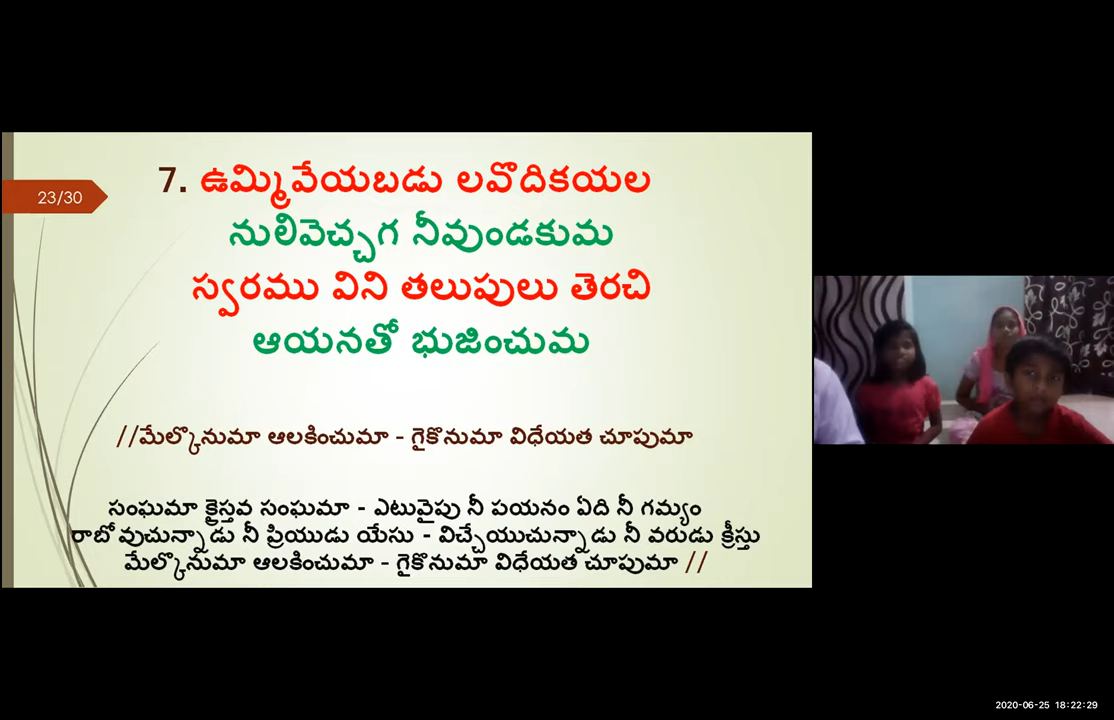 23/30
7. ఉమ్మివేయబడు లవొదికయల
నులివెచ్చగ నీవుండకుమ
స్వరము విని తలుపులు తెరచి
ఆయనతో భుజించుమ
//మేల్కొనుమా ఆలకించుమా - గైకొనుమా విధేయత చూపుమా
సంఘమా క్రైస్తవ సంఘమా - ఎటువైపు నీ పయనం ఏది నీ గమ్యం
రాబోవుచున్నాడు నీ ప్రియుడు యేసు - విచ్చేయుచున్నాడు నీ వరుడు క్రీస్తు
మేల్కొనుమా ఆలకించుమా - గైకొనుమా విధేయత చూపుమా //
2020-06-25 18:22:29